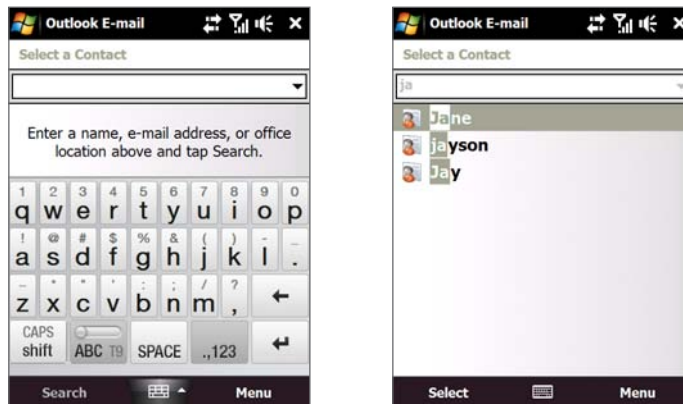 Outlook E-mail
Select a Contact
Enter a name, e-mail address, or office
location above and tap Search.
1 2 3 4 5 6 7 8 9 0
q w e r t y u i o p
! @ # $ % & ( ) - _
a s d f g h j k l .
z x c v b n m ,
: ; / ?
CAPS
shift ABC T9 SPACE .,123
Search Menu
Outlook E-mail
Select a Contact
ja
Jane
jayson
Jay
Select Menu